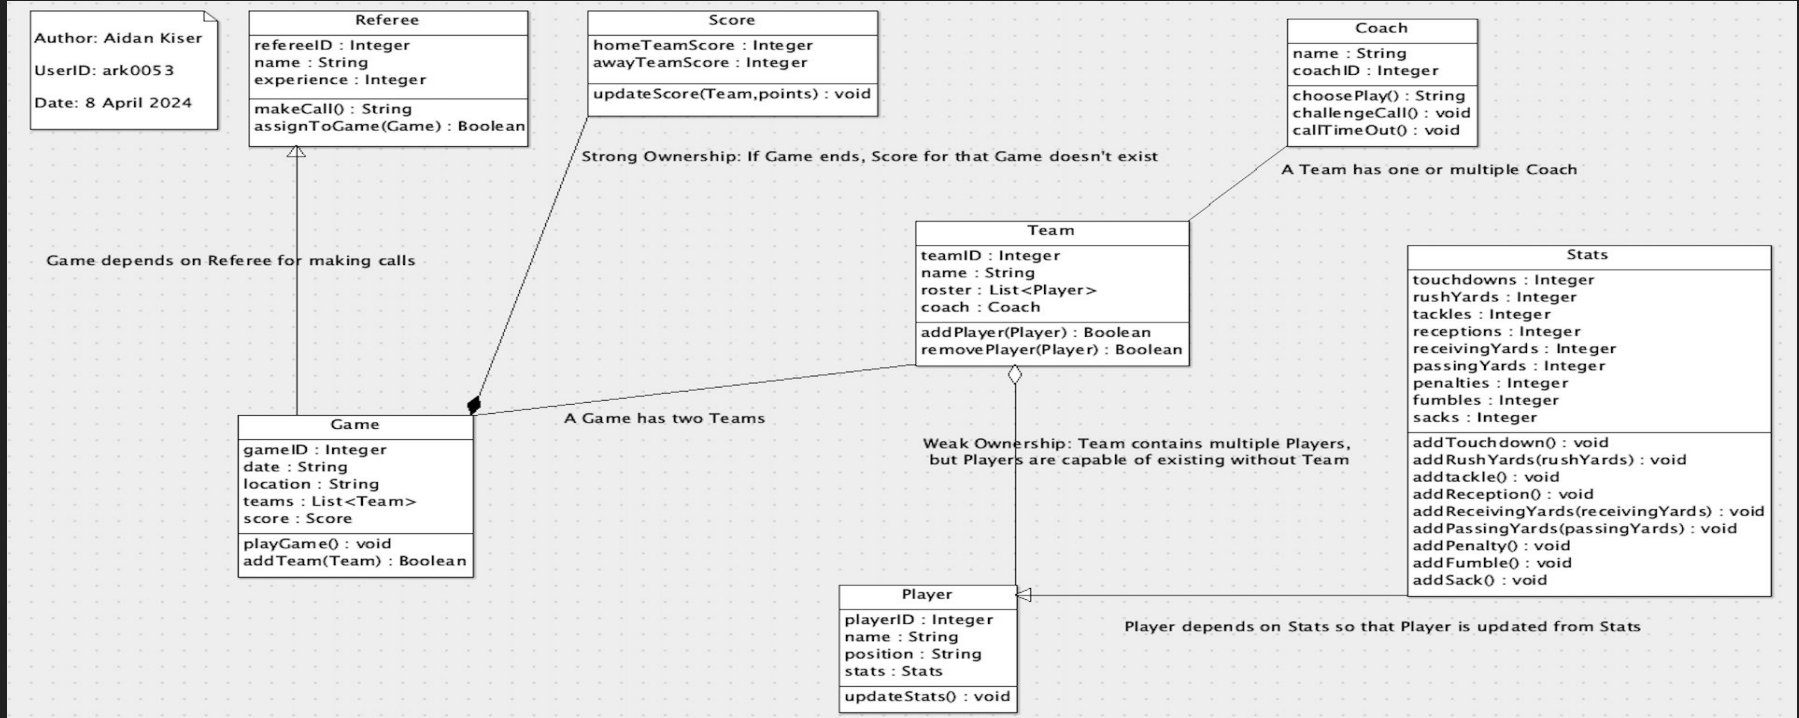 Author: Aidan Kiser
UserID: ark0053
Date: 8 April 2024
Referee
refereeID : Integer
name : String
experience : Integer
makeCall() : String
assignToGame(Game) : Boolean
Score
homeTeamScore : Integer
awayTeamScore : Integer
updateScore(Team,points) : void
Coach
name : String
coachID : Integer
choosePlay() : String
challengeCall() : void
callTimeOut() : void
Strong Ownership: If Game ends, Score for that Game doesn't exist
A Team has one or multiple Coach
Game depends on Referee for making calls
Team
teamID : Integer
name : String
roster : List<Player>
coach : Coach
addPlayer(Player) : Boolean
removePlayer(Player) : Boolean
Stats
touchdowns : Integer
rushYards : Integer
tackles : Integer
receptions : Integer
receivingYards : Integer
passingYards : Integer
penalties : Integer
fumbles : Integer
sacks : Integer
addTouchdown() : void
addRushYards(rushYards) : void
addtackle() : void
addReception() : void
addReceivingYards(receivingYards) : void
addPassingYards(passingYards) : void
addPenalty() : void
addFumble() : void
addSack() : void
A Game has two Teams
Game
gameID : Integer
date : String
location : String
teams : List<Team>
score : Score
playGame() : void
addTeam(Team) : Boolean
Weak Ownership: Team contains multiple Players,
but Players are capable of existing without Team
Player
playerID : Integer
name : String
position : String
stats : Stats
updateStats() : void
Player depends on Stats so that Player is updated from Stats